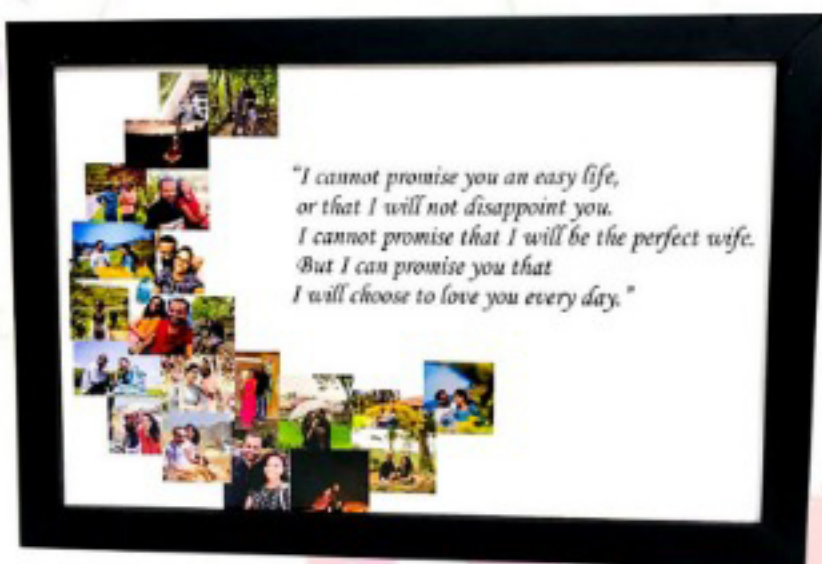 "I cannot promise you an easy life,
or that I will not disappoint you.
I cannot promise that I will be the perfect wife.
But I can promise you that
I will choose to love you every day."